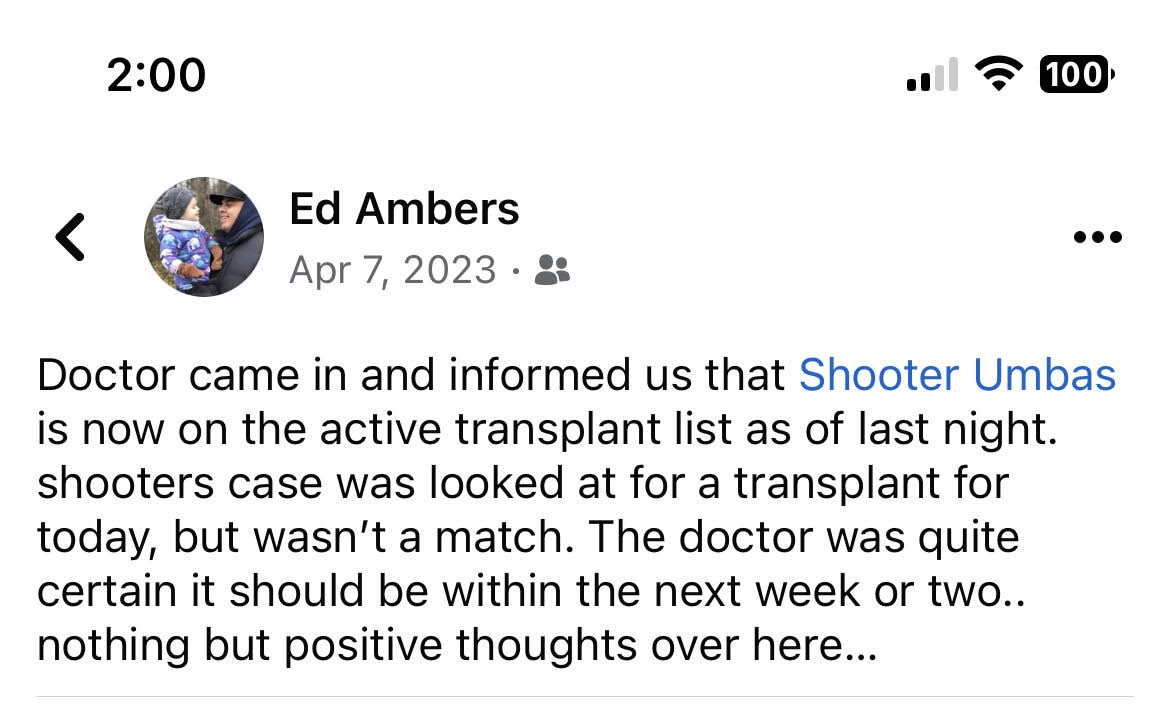 2:00
100
Ed Ambers
Apr 7, 2023 ·
Doctor came in and informed us that Shooter Umbas
is now on the active transplant list as of last night.
shooters case was looked at for a transplant for
today, but wasn’t a match. The doctor was quite
certain it should be within the next week or two..
nothing but positive thoughts over here...